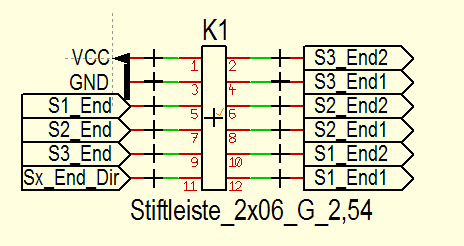 K1
VCC 1 2 S3_End2
GND 3 4 S3_End1
S1_End 5 6 S2_End2
S2_End 7 8 S2_End1
S3_End 9 10 S1_End2
Sx_End_Dir 11 12 S1_End1
Stiftleiste_2x06_G_2,54